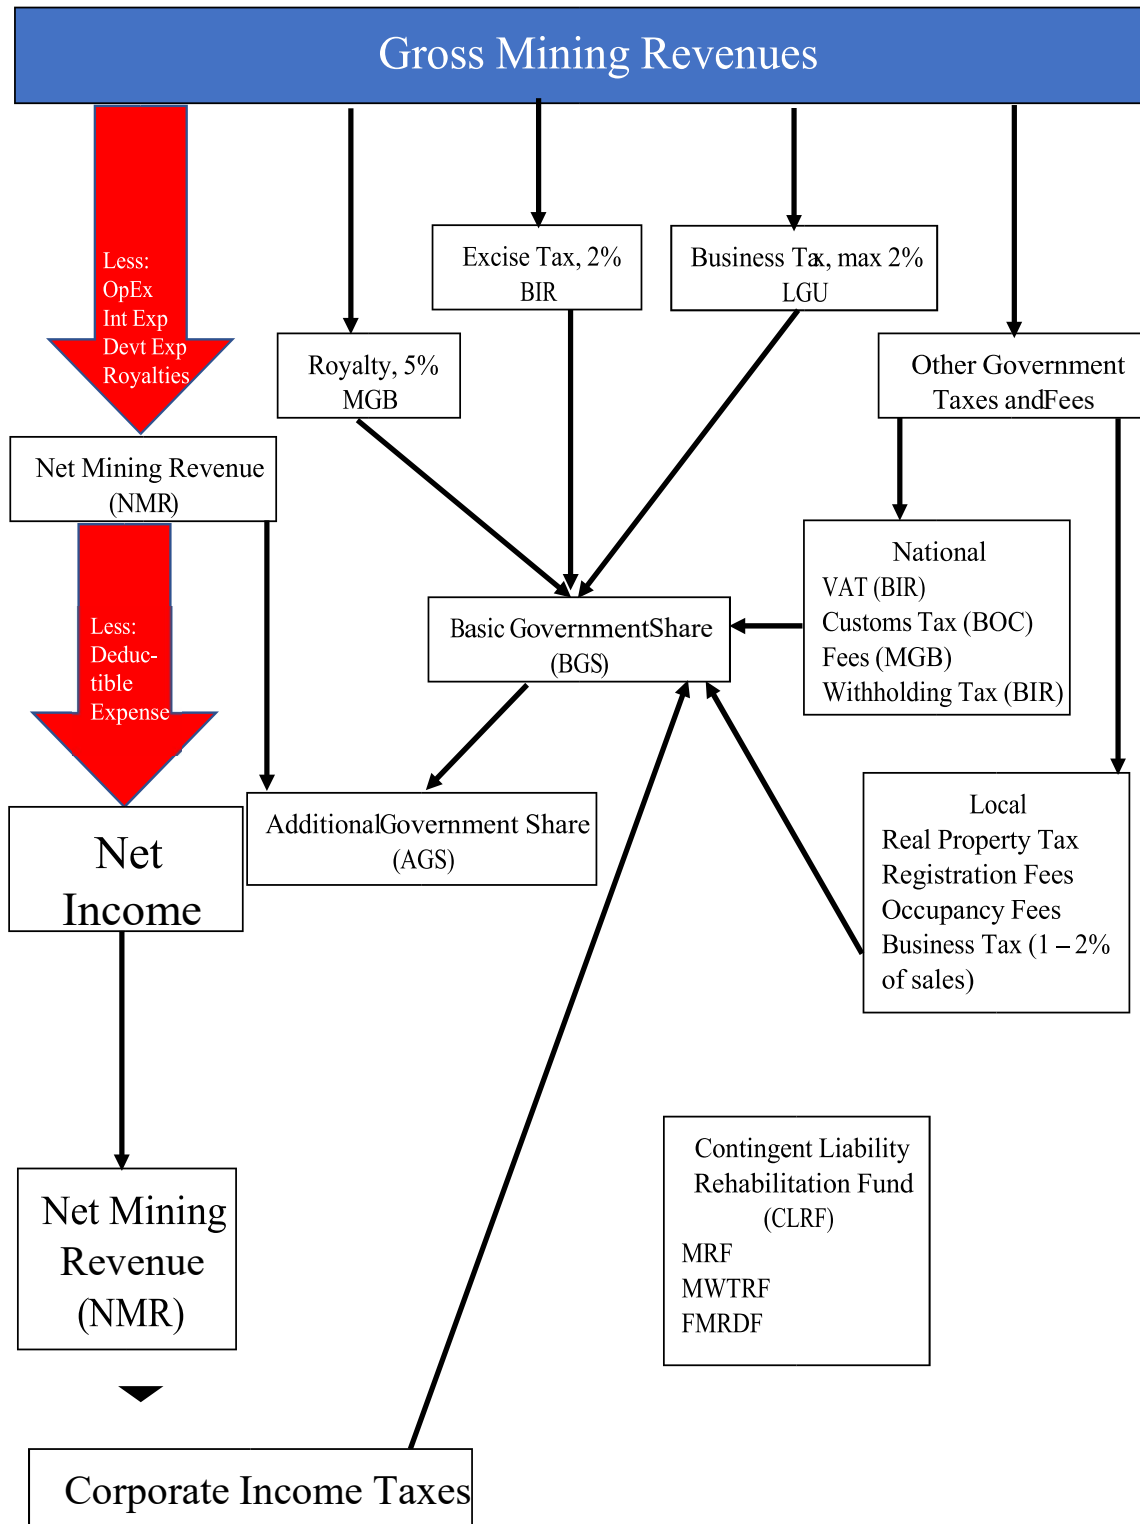 Gross Mining Revenues
Less:
OpEx
Int Exp
Devt Exp
Royalties
Excise Tax, 2%
BIR
Business Tax, max 2%
LGU
Royalty, 5%
MGB
Other Government
Taxes andFees
Net Mining Revenue
(NMR)
National
VAT (BIR)
Customs Tax (BOC)
Fees (MGB)
Withholding Tax (BIR)
Less:
Deduc-
tible
Expense
Basic GovernmentShare
(BGS)
AdditionalGovernment Share
(AGS)
Local
Real Property Tax
Registration Fees
Occupancy Fees
Business Tax (1 – 2%
of sales)
Net
Income
Net Mining
Revenue
(NMR)
Contingent Liability
Rehabilitation Fund
(CLRF)
MRF
MWTRF
FMRDF
Corporate Income Taxes